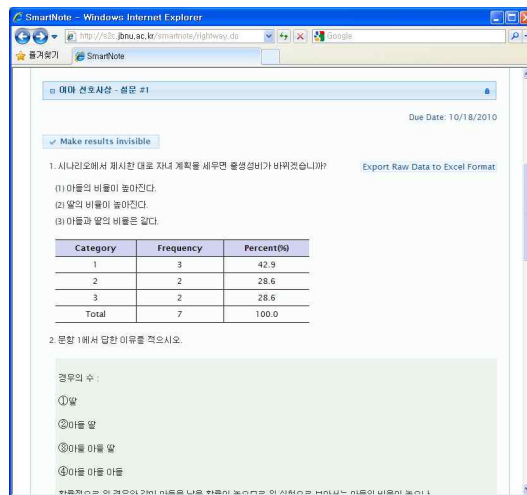 SmartNote - Windows Internet Explorer
http://s2c.jbnu.ac.kr/smartnote/rightway.do
Google
즐겨찾기
SmartNote
여아 선호사상 - 설문 #1
Due Date: 10/18/2010
Make results invisible
1. 시나리오에서 제시한 대로 자녀 계획을 세우면 출생성비가 바뀌겠습니까?
Export Raw Data to Excel Format
(1) 아들의 비율이 높아진다.
(2) 딸의 비율이 높아진다.
(3) 아들과 딸의 비율은 같다.
Category Frequency Percent(%)
1 3 42.9
2 2 28.6
3 2 28.6
Total 7 100.0
2. 문항 1에서 답한 이유를 적으시오.
경우의 수 :
①딸
②아들 딸
③아들 아들 딸
④아들 아들 아들